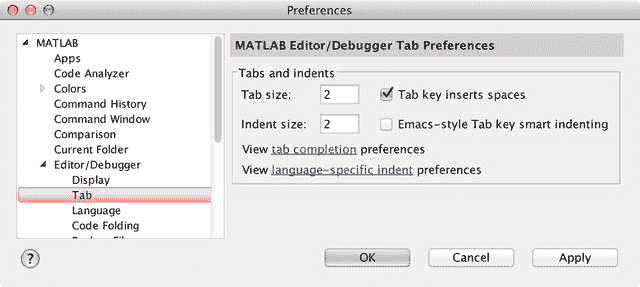 Preferences
MATLAB
Apps
Code Analyzer
Colors
Command History
Command Window
Comparison
Current Folder
Editor/Debugger
Display
Tab
Language
Code Folding
MATLAB Editor/Debugger Tab Preferences
Tabs and indents
Tab size: 2 Tab key inserts spaces
Indent size: 2 Emacs-style Tab key smart indenting
View tab completion preferences
View language-specific indent preferences
? OK Cancel Apply